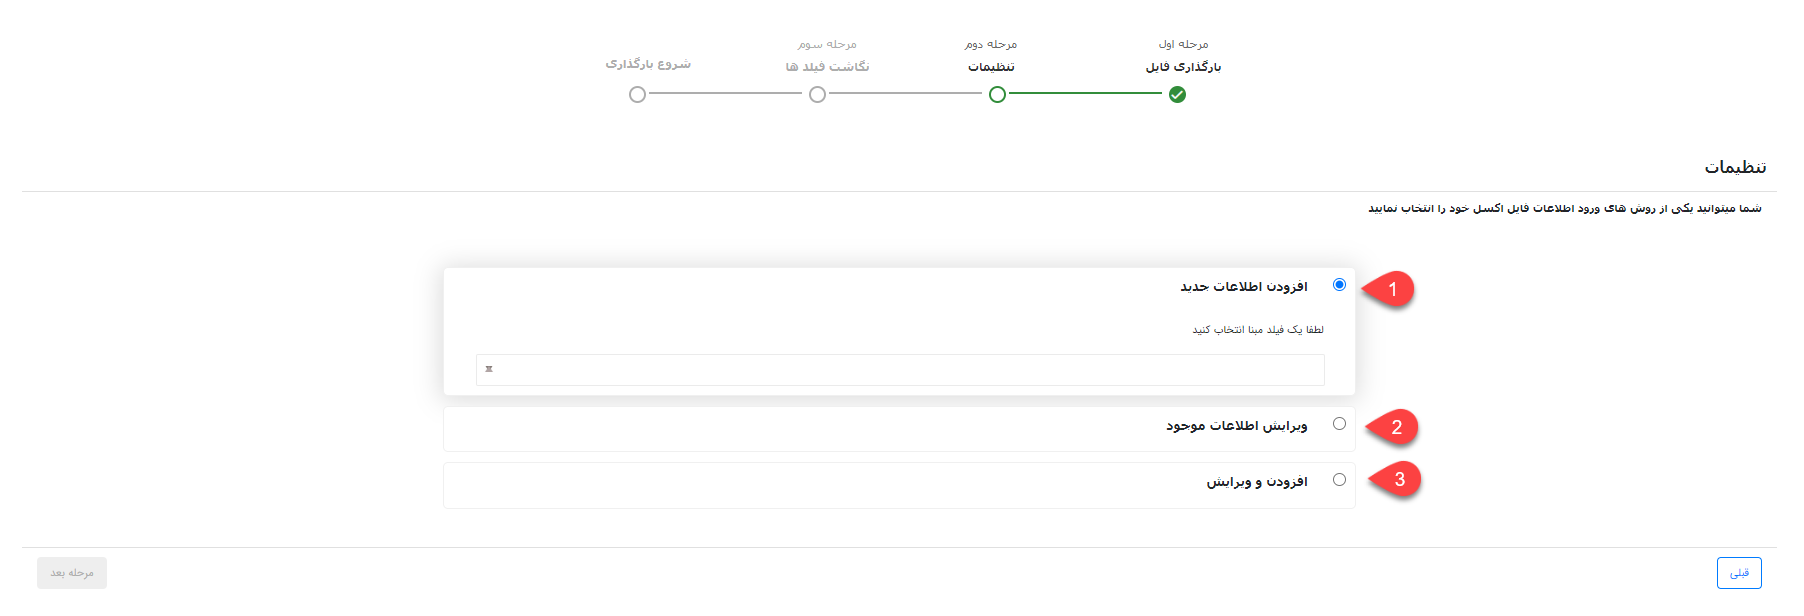 مرحله اول
بارگذاری فایل
مرحله دوم
تنظیمات
مرحله سوم
نگاشت فیلد ها
شروع بارگذاری
تنظیمات
شما میتوانید یکی از روش های ورود اطلاعات فایل اکسل خود را انتخاب نمایید
افزودن اطلاعات جدید
1
لطفا یک فیلد مبنا انتخاب کنید
ویرایش اطلاعات موجود
2
افزودن و ویرایش
3
قبلی
مرحله بعد